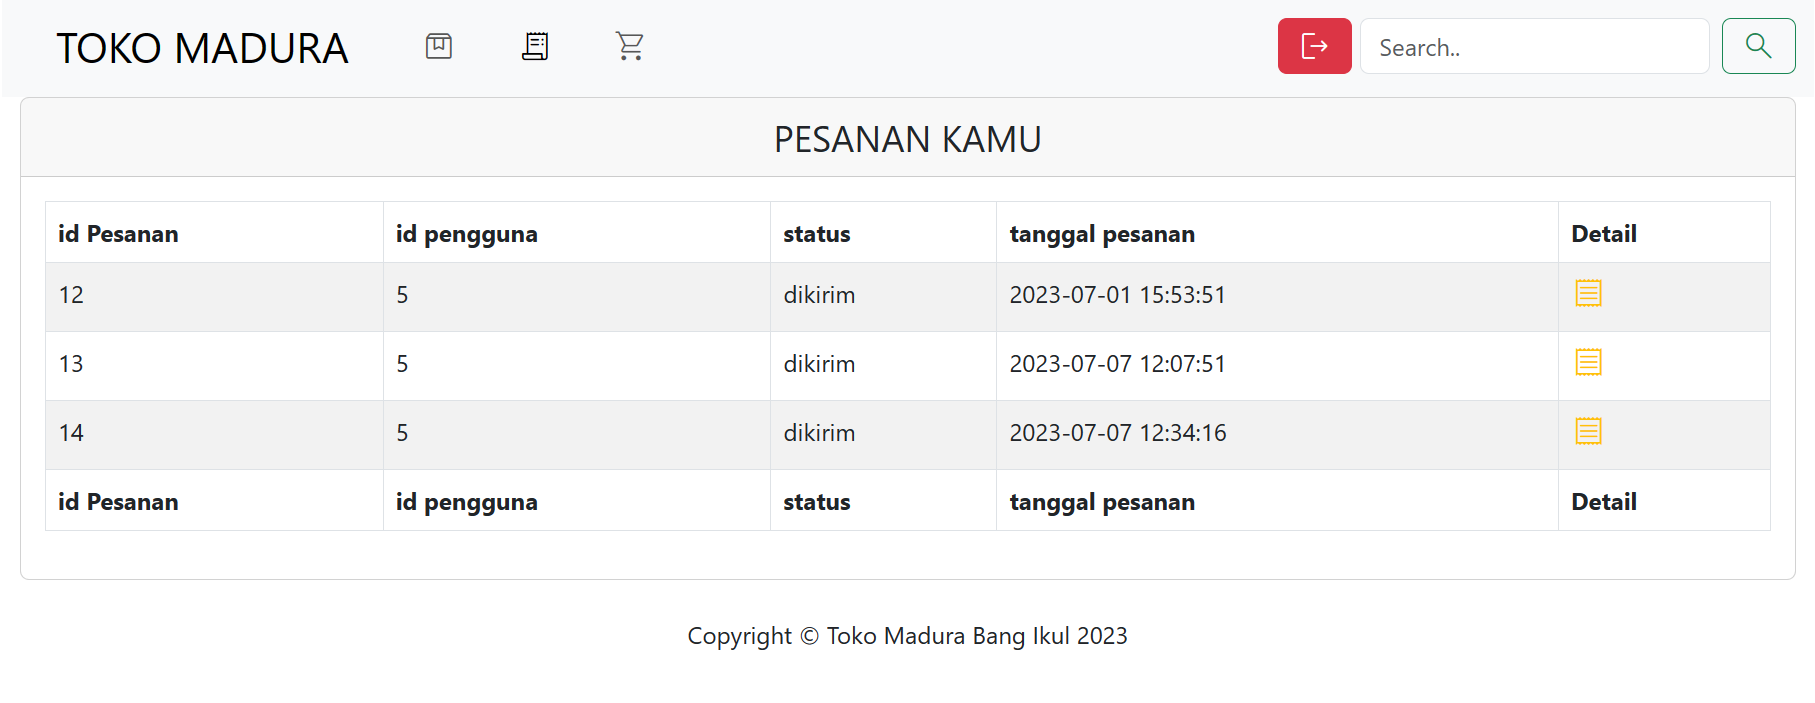 TOKO MADURA Search..
PESANAN KAMU
id Pesanan id pengguna status tanggal pesanan Detail
12 5 dikirim 2023-07-01 15:53:51
13 5 dikirim 2023-07-07 12:07:51
14 5 dikirim 2023-07-07 12:34:16
id Pesanan id pengguna status tanggal pesanan Detail
Copyright © Toko Madura Bang Ikul 2023